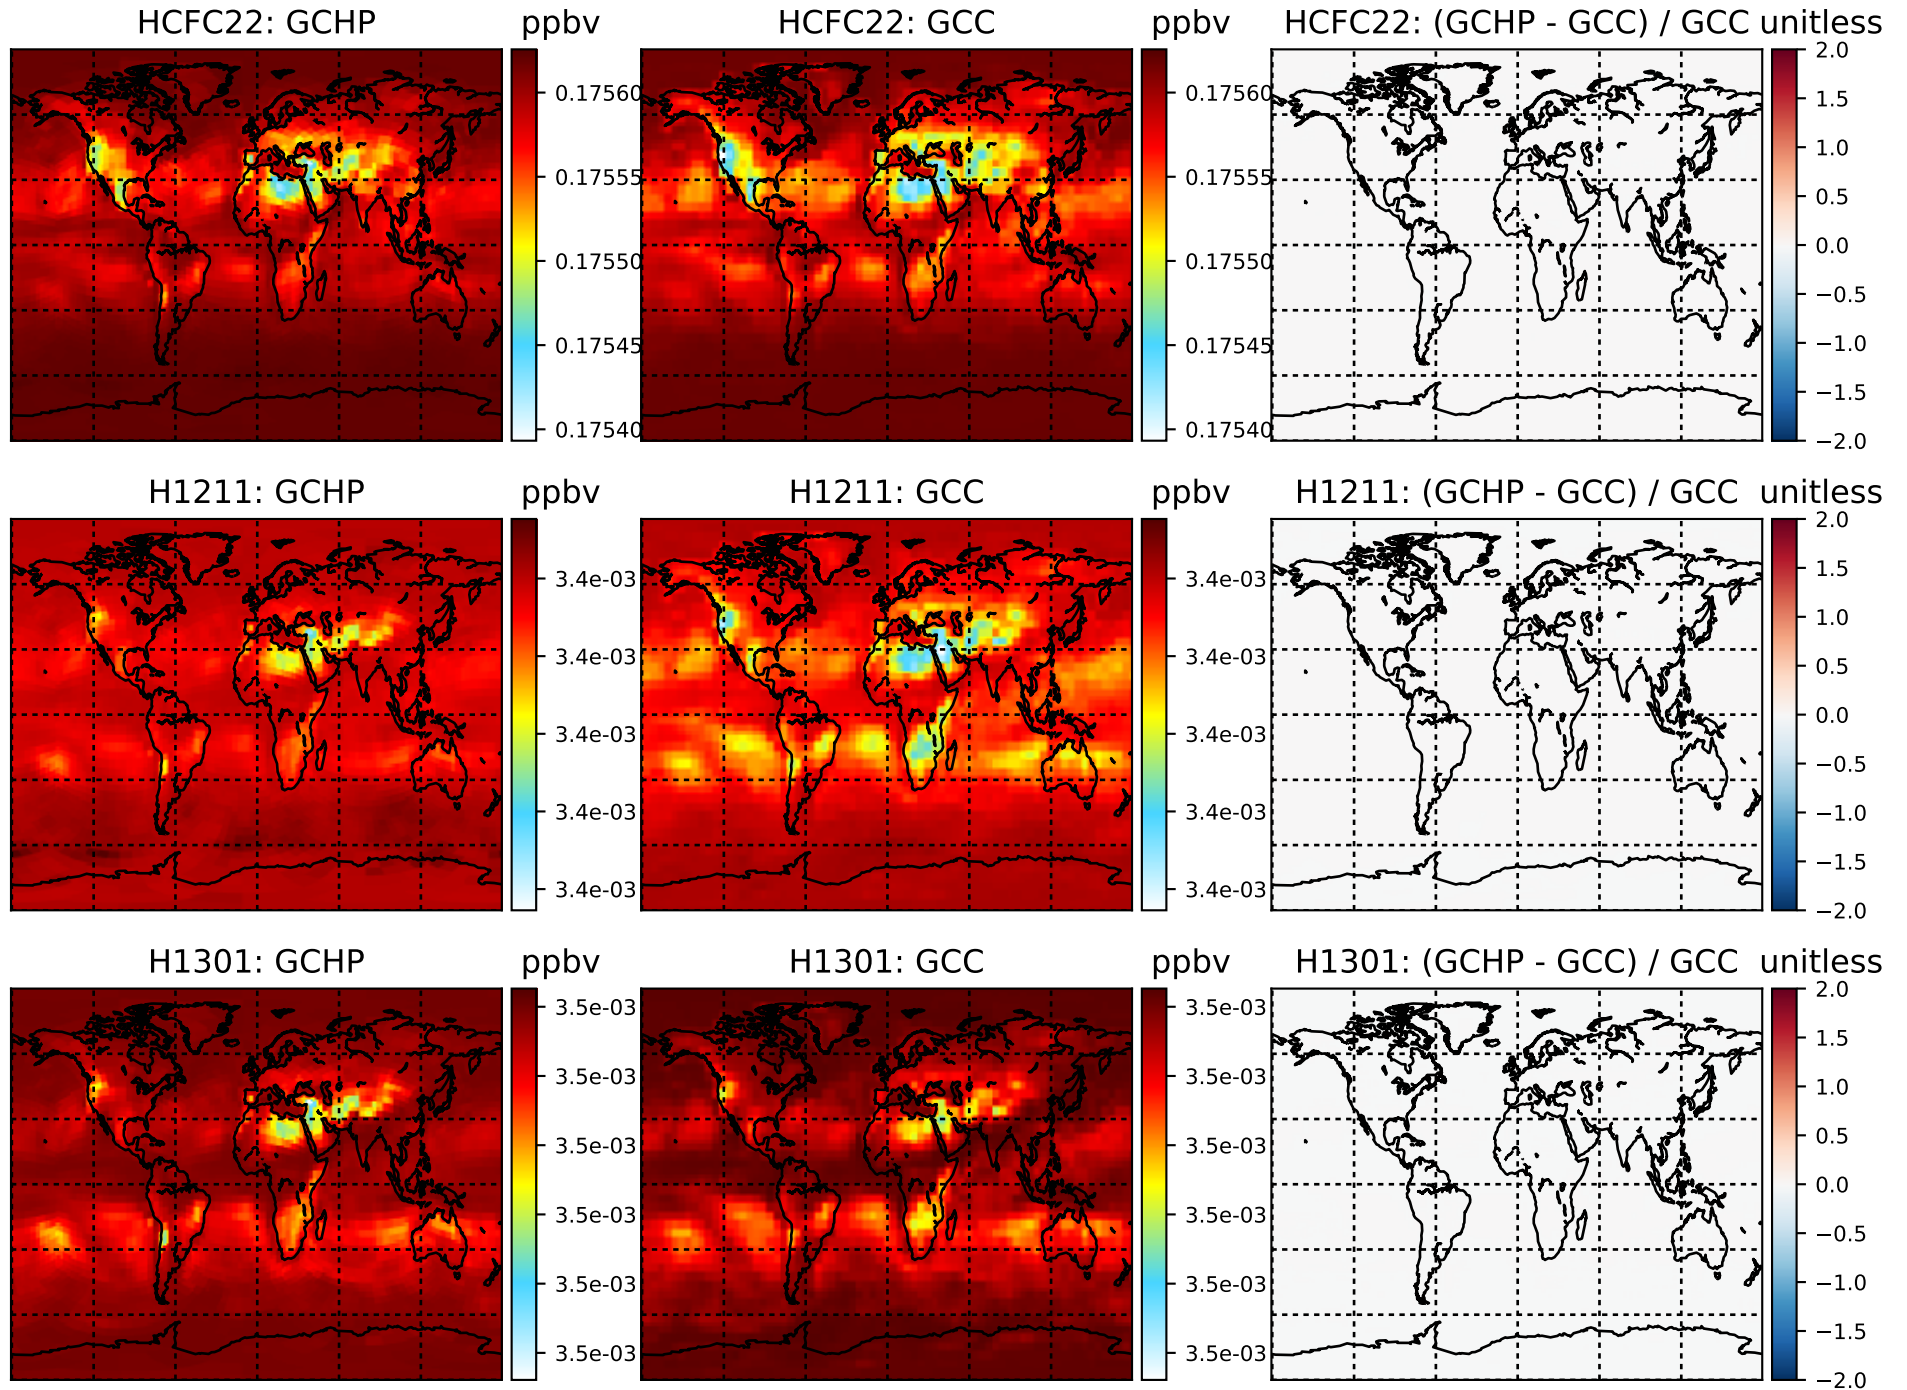 HCFC22: GCHP
ppbv
HCFC22: GCC
ppbv
HCFC22: (GCHP - GCC) / GCC
unitless
0.17560
0.17555
0.17550
0.17545
0.17540
0.17560
0.17555
0.17550
0.17545
0.17540
2.0
1.5
1.0
0.5
0.0
−0.5
−1.0
−1.5
−2.0
H1211: GCHP
ppbv
H1211: GCC
ppbv
H1211: (GCHP - GCC) / GCC
unitless
3.4e-03
3.4e-03
3.4e-03
3.4e-03
3.4e-03
3.4e-03
3.4e-03
3.4e-03
3.4e-03
3.4e-03
2.0
1.5
1.0
0.5
0.0
−0.5
−1.0
−1.5
−2.0
H1301: GCHP
ppbv
H1301: GCC
ppbv
H1301: (GCHP - GCC) / GCC
unitless
3.5e-03
3.5e-03
3.5e-03
3.5e-03
3.5e-03
3.5e-03
3.5e-03
3.5e-03
3.5e-03
3.5e-03
3.5e-03
3.5e-03
2.0
1.5
1.0
0.5
0.0
−0.5
−1.0
−1.5
−2.0